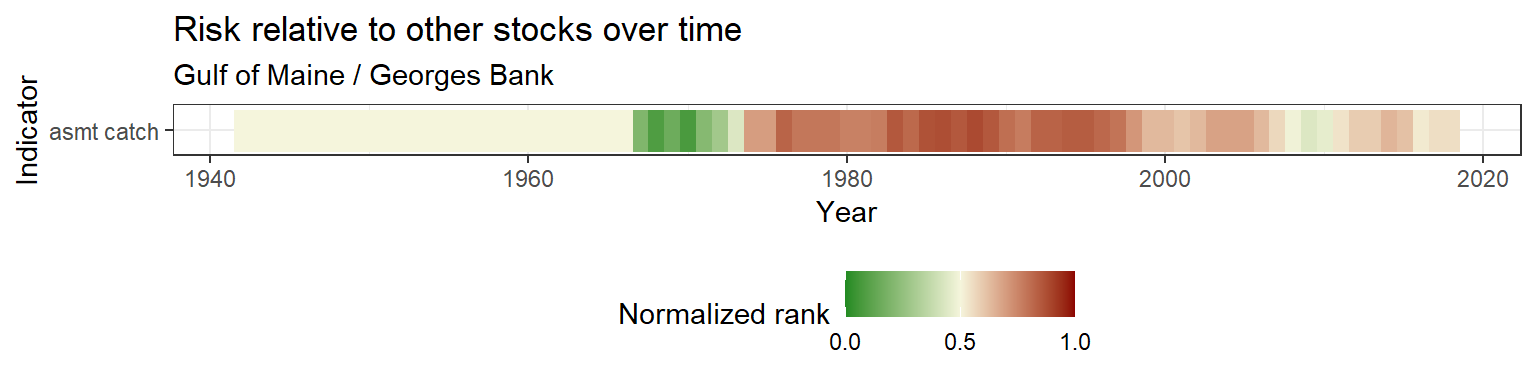 Risk relative to other stocks over time
Gulf of Maine / Georges Bank
Indicator
asmt catch
1940 1960 1980 2000 2020
Year
Normalized rank
0.0 0.5 1.0